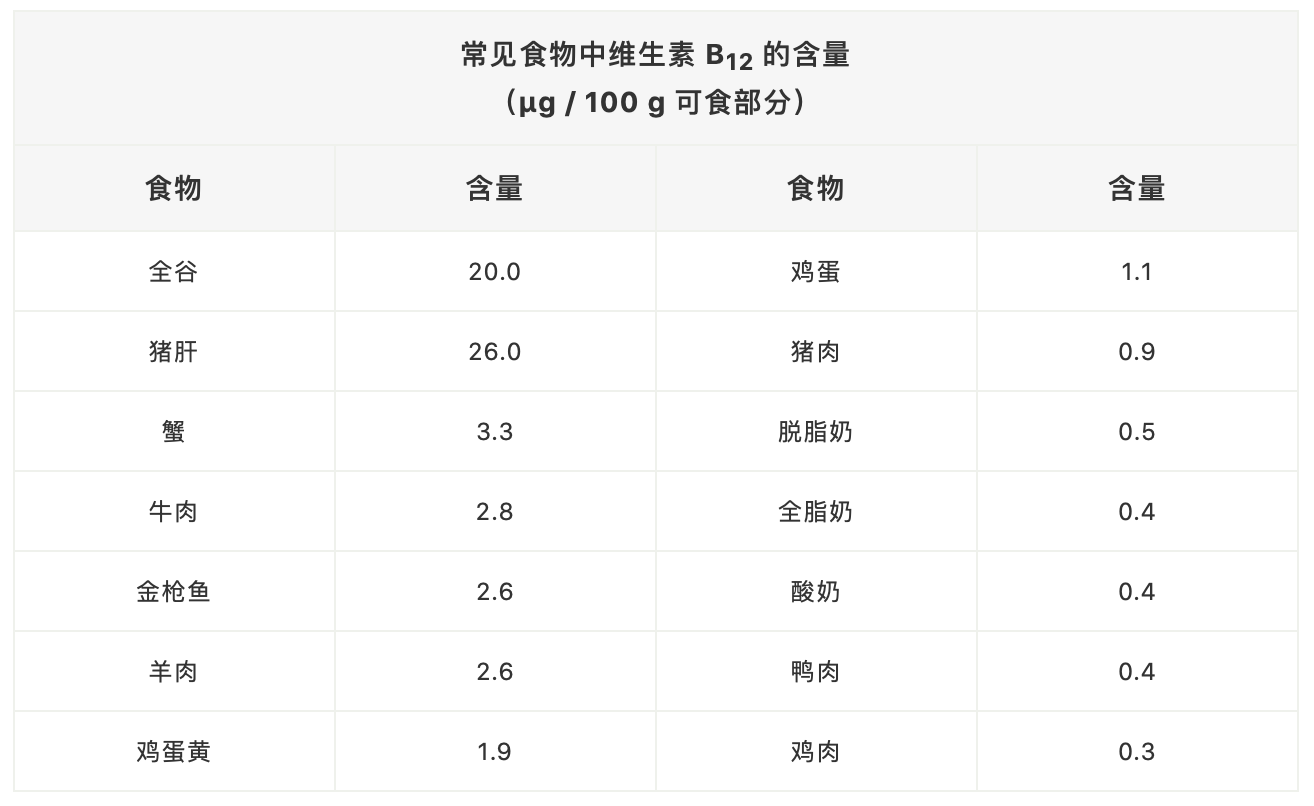 常见食物中维生素 B12 的含量
（μg / 100 g 可食部分）
食物 含量 食物 含量
全谷 20.0 鸡蛋 1.1
猪肝 26.0 猪肉 0.9
蟹 3.3 脱脂奶 0.5
牛肉 2.8 全脂奶 0.4
金枪鱼 2.6 酸奶 0.4
羊肉 2.6 鸭肉 0.4
鸡蛋黄 1.9 鸡肉 0.3